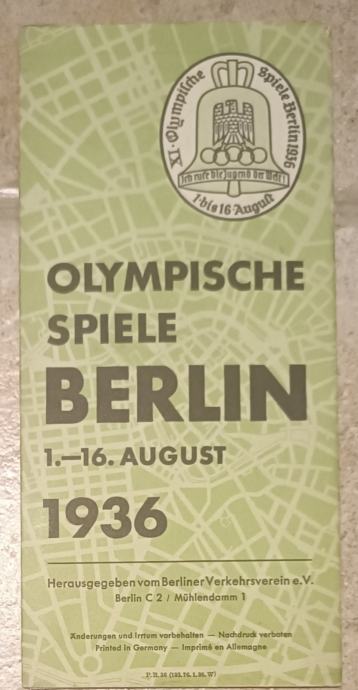 XI. Olympische Spiele Berlin 1936
Ich rufe die Jugend der Welt!
1. bis 16. August
OLYMPISCHE
SPIELE
BERLIN
1.—16. AUGUST
1936
Herausgegeben vom Berliner Verkehrsverein e.V.
Berlin C 2 / Mühlendamm 1
Änderungen und Irrtum vorbehalten — Nachdruck verboten
Printed in Germany — Imprimé en Allemagne